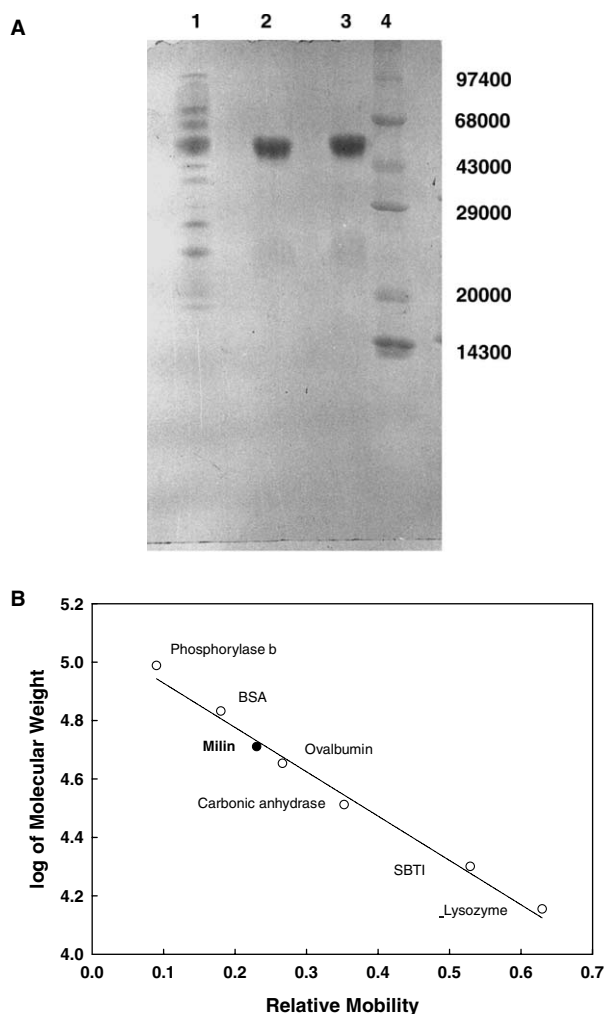 A
1 2 3 4
97400
68000
43000
29000
20000
14300
B
5.2
5.0
4.8
4.6
4.4
4.2
4.0
log of Molecular Weight
Phosphorylase b
BSA
Milin
Ovalbumin
Carbonic anhydrase
SBTI
_Lysozyme
0.0 0.1 0.2 0.3 0.4 0.5 0.6 0.7
Relative Mobility